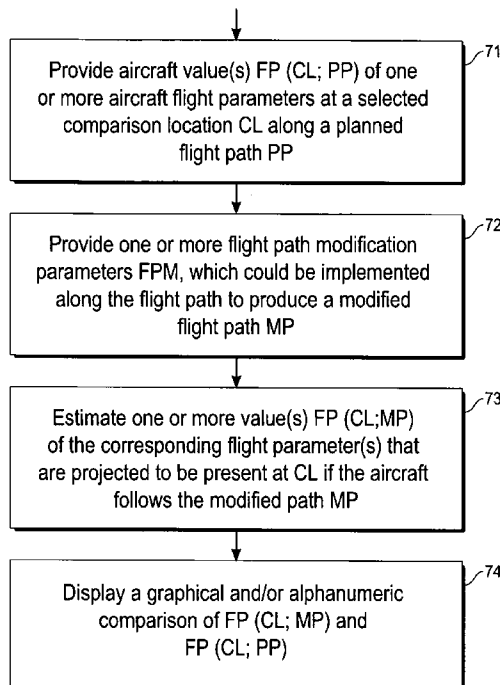 71
Provide aircraft value(s) FP (CL; PP) of one
or more aircraft flight parameters at a selected
comparison location CL along a planned
flight path PP
72
Provide one or more flight path modification
parameters FPM, which could be implemented
along the flight path to produce a modified
flight path MP
73
Estimate one or more value(s) FP (CL;MP)
of the corresponding flight parameter(s) that
are projected to be present at CL if the aircraft
follows the modified path MP
74
Display a graphical and/or alphanumeric
comparison of FP (CL; MP) and
FP (CL; PP)